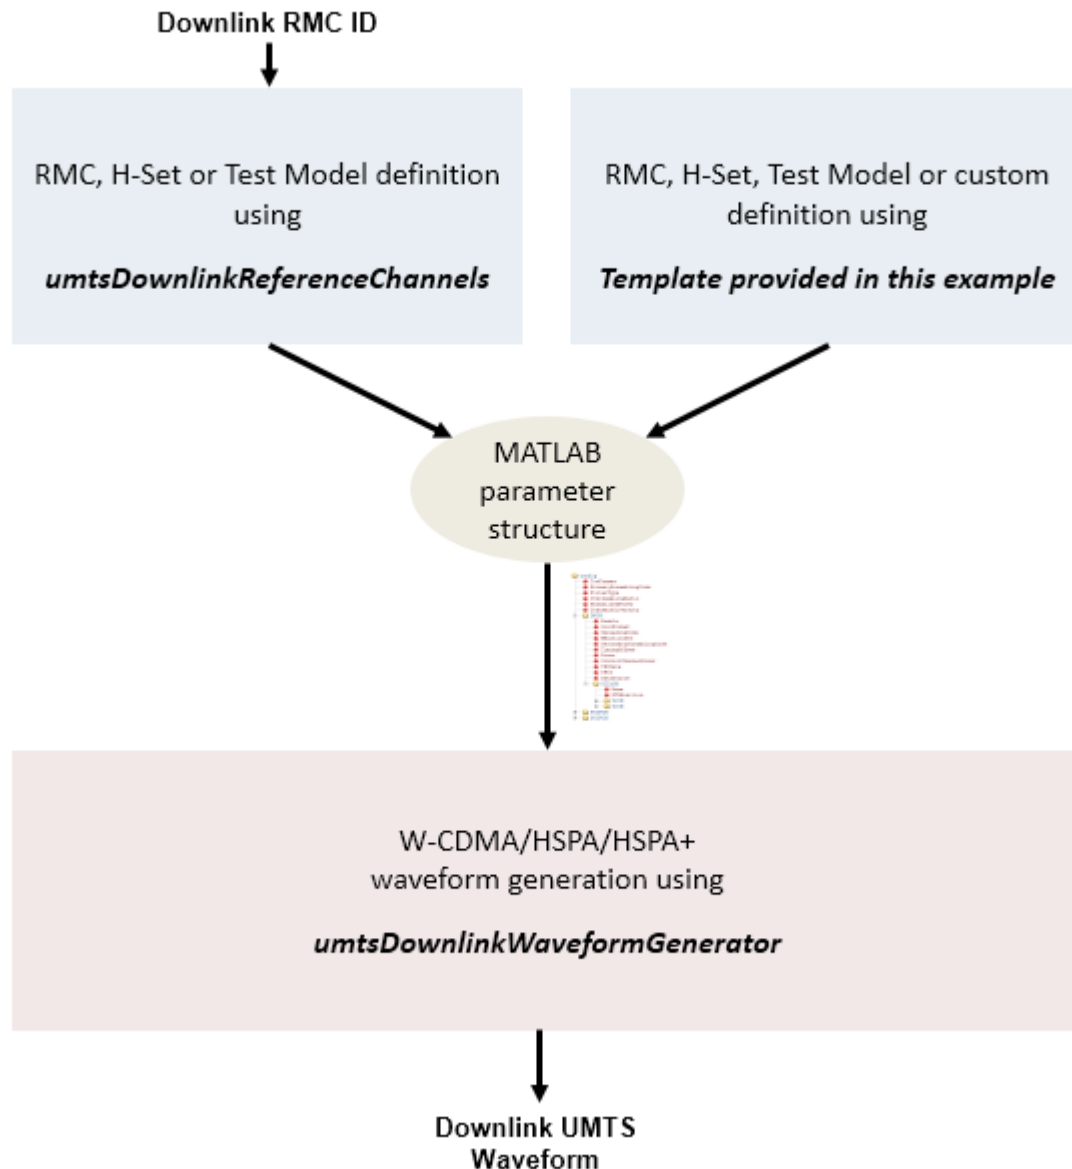 Downlink RMC ID
RMC, H-Set or Test Model definition
using
umtsDownlinkReferenceChannels
RMC, H-Set, Test Model or custom
definition using
Template provided in this example
MATLAB
parameter
structure
W-CDMA/HSPA/HSPA+
waveform generation using
umtsDownlinkWaveformGenerator
Downlink UMTS
Waveform